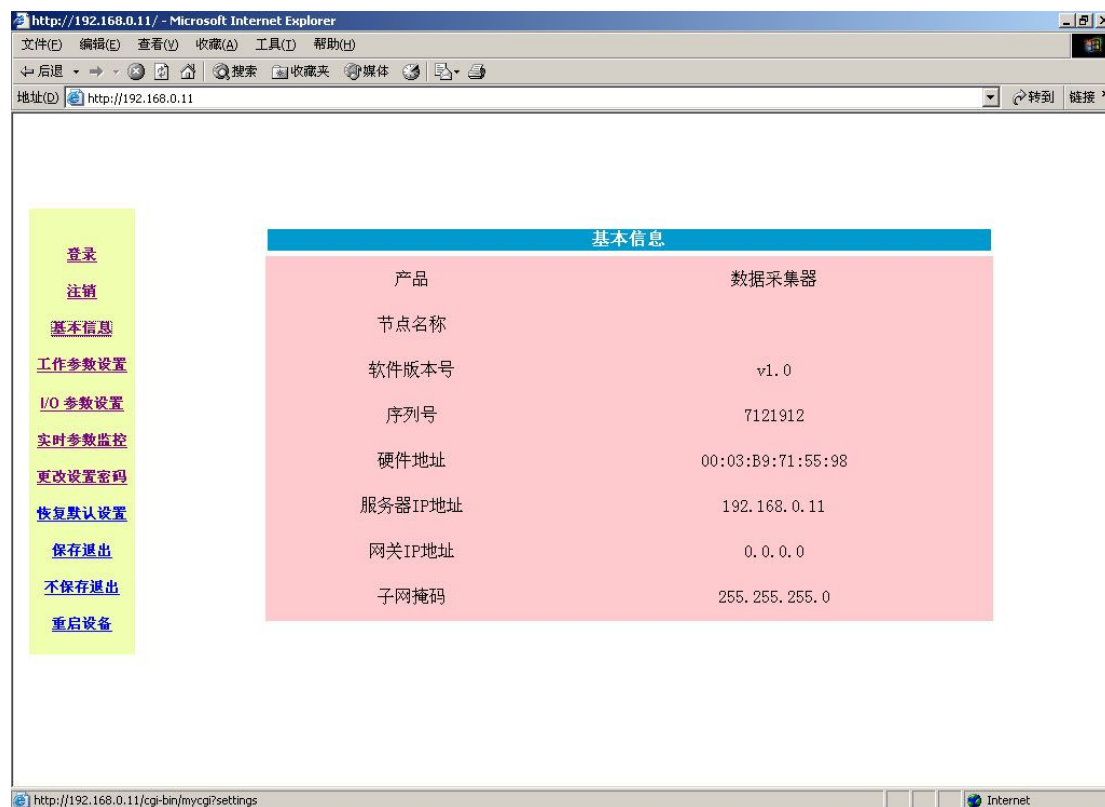 http://192.168.0.11/ - Microsoft Internet Explorer
文件(F) 编辑(E) 查看(V) 收藏(A) 工具(T) 帮助(H)
后退 搜索 收藏夹 媒体
地址(D) http://192.168.0.11 转到 链接
登录
注销
基本信息
工作参数设置
I/O 参数设置
实时参数监控
更改设置密码
恢复默认设置
保存退出
不保存退出
重启设备
基本信息
产品 数据采集器
节点名称
软件版本号 v1.0
序列号 7121912
硬件地址 00:03:B9:71:55:98
服务器IP地址 192.168.0.11
网关IP地址 0.0.0.0
子网掩码 255.255.255.0
http://192.168.0.11/cgi-bin/mycgi?settings Internet